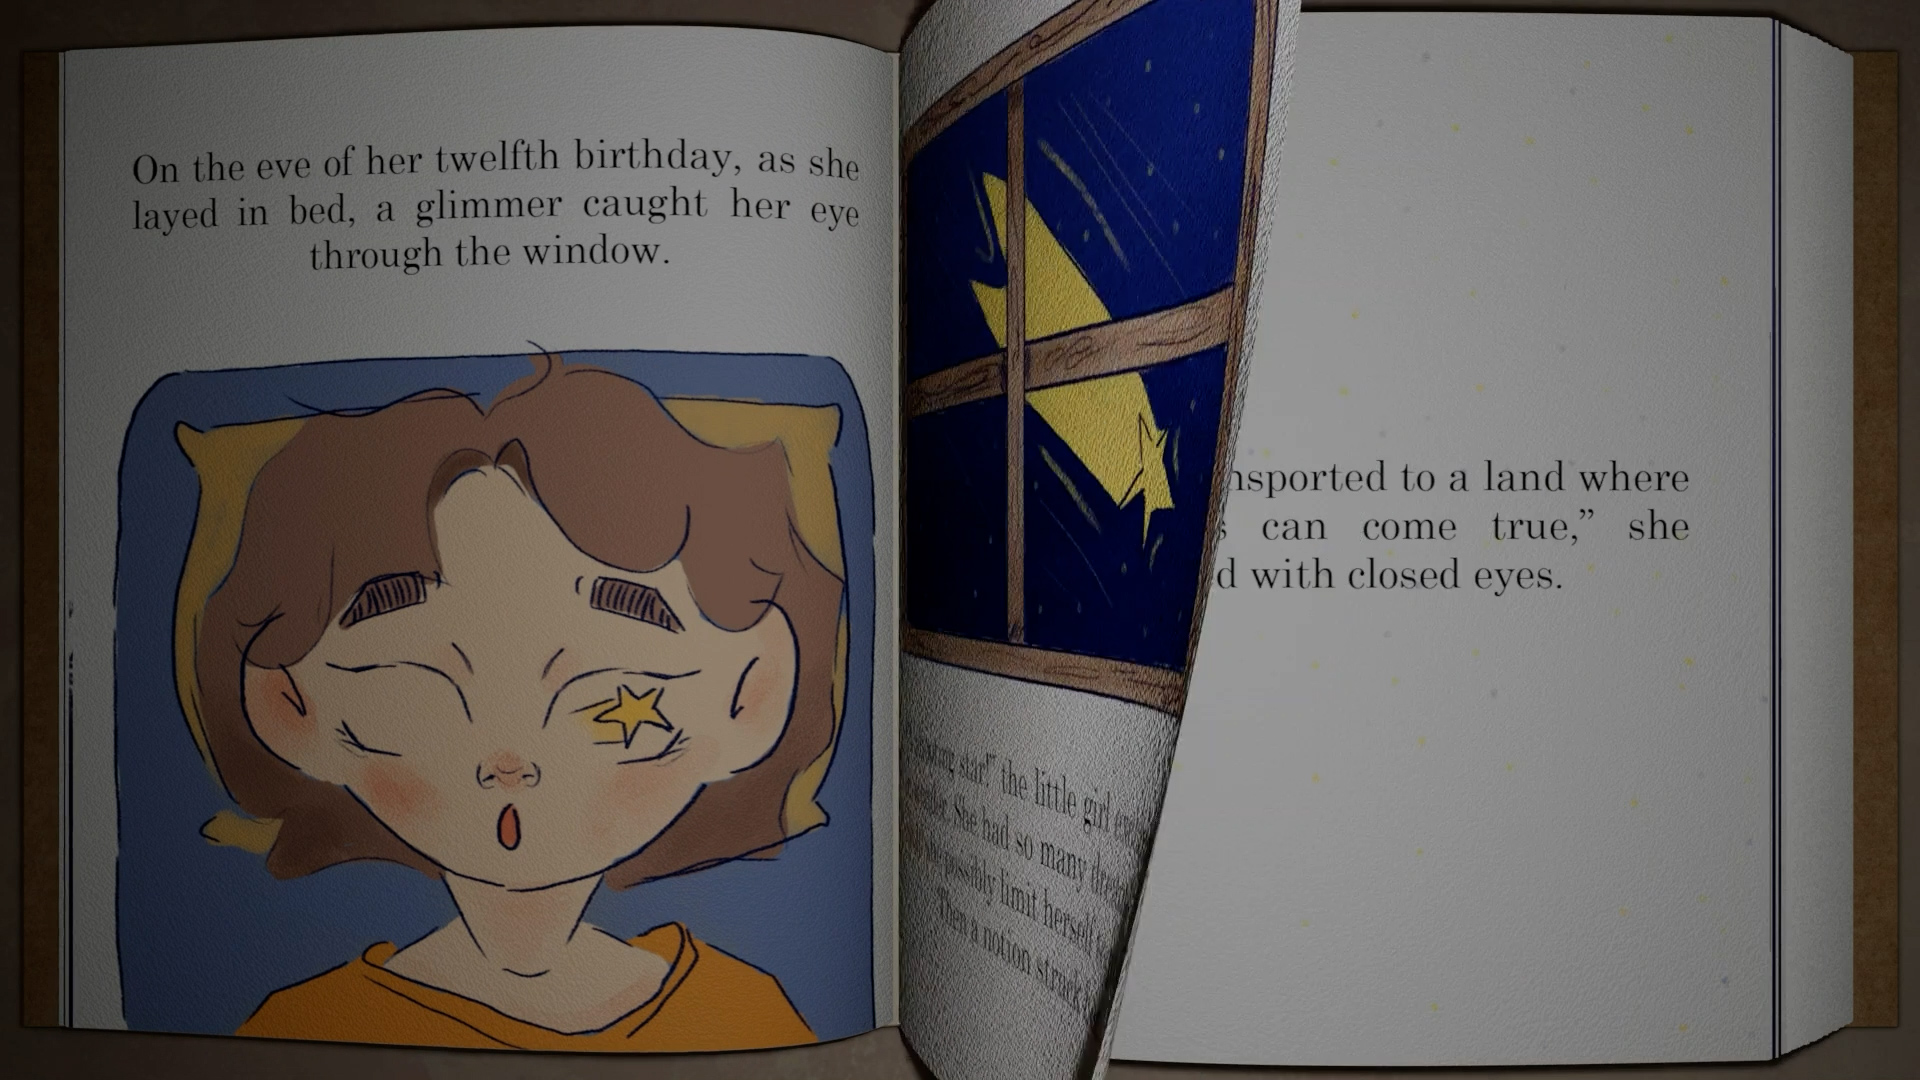 On the eve of her twelfth birthday, as she
layed in bed, a glimmer caught her eye
through the window.
star!" the little girl
She had so many
possibly limit herself
Then a notion struck
to a land where
can come true,” she
with closed eyes.